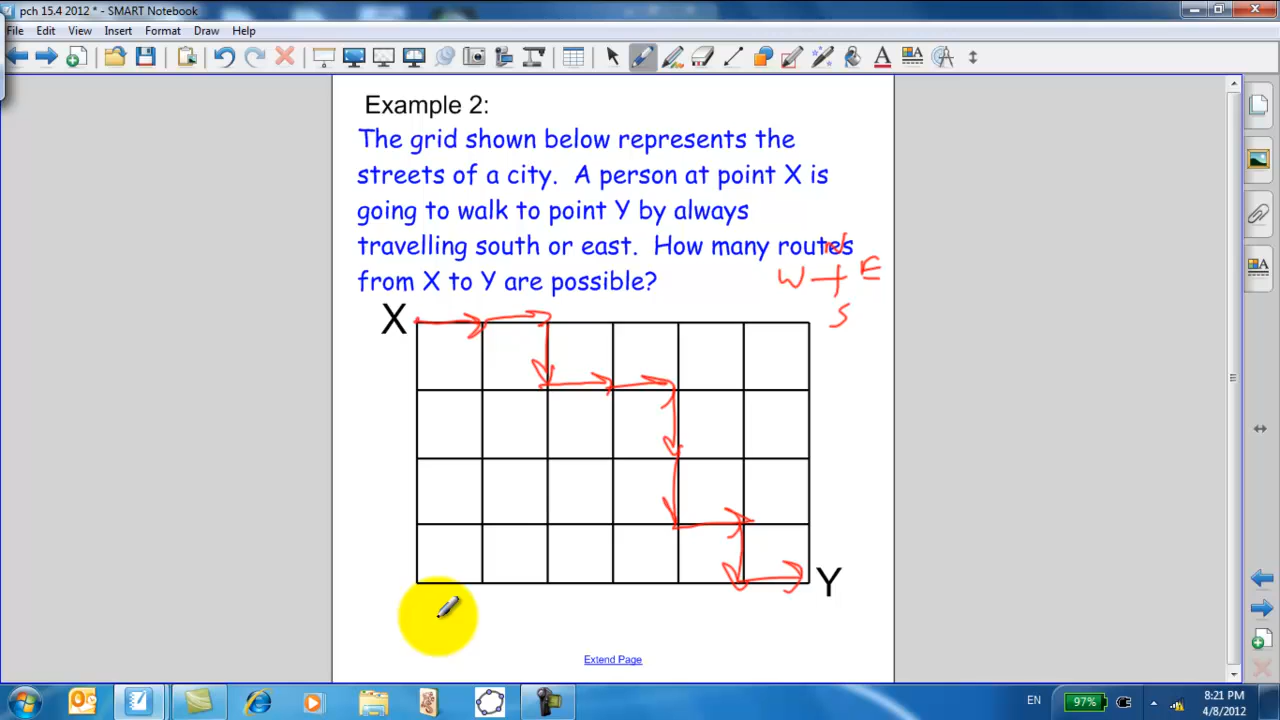 pch 15.4 2012 * - SMART Notebook
File Edit View Insert Format Draw Help
Example 2:
The grid shown below represents the
streets of a city. A person at point X is
going to walk to point Y by always
travelling south or east. How many routes
from X to Y are possible?
N
W E
S
X
Y
Extend Page
EN 97% 8:21 PM
4/8/2012